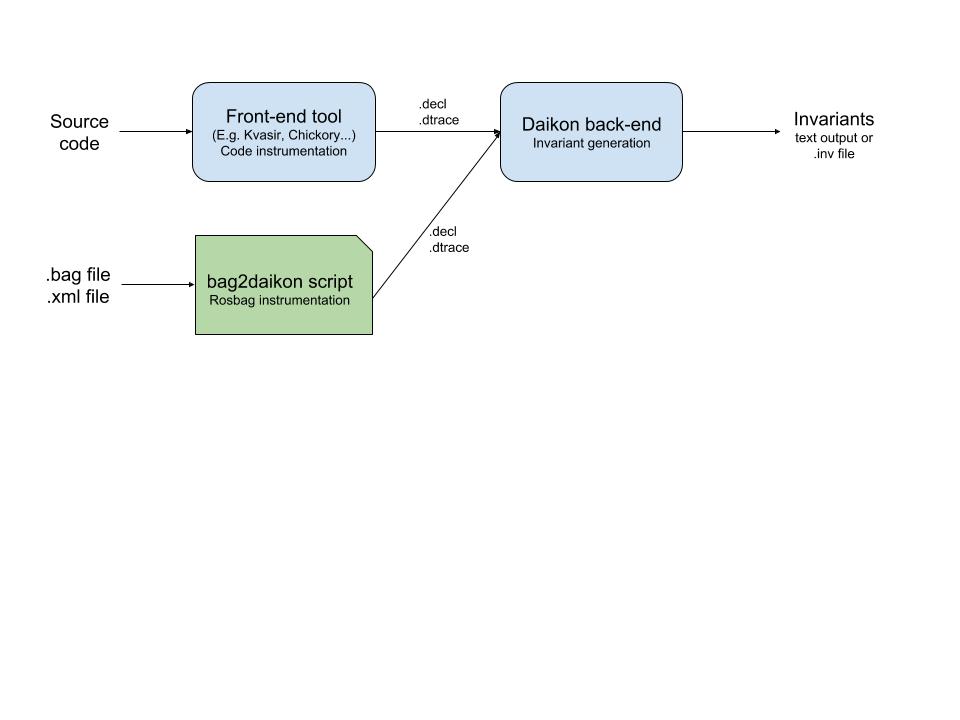 Source
code
Front-end tool
(E.g. Kvasir, Chickory...)
Code instrumentation
.decl
.dtrace
Daikon back-end
Invariant generation
Invariants
text output or
.inv file
.bag file
.xml file
bag2daikon script
Rosbag instrumentation
.decl
.dtrace